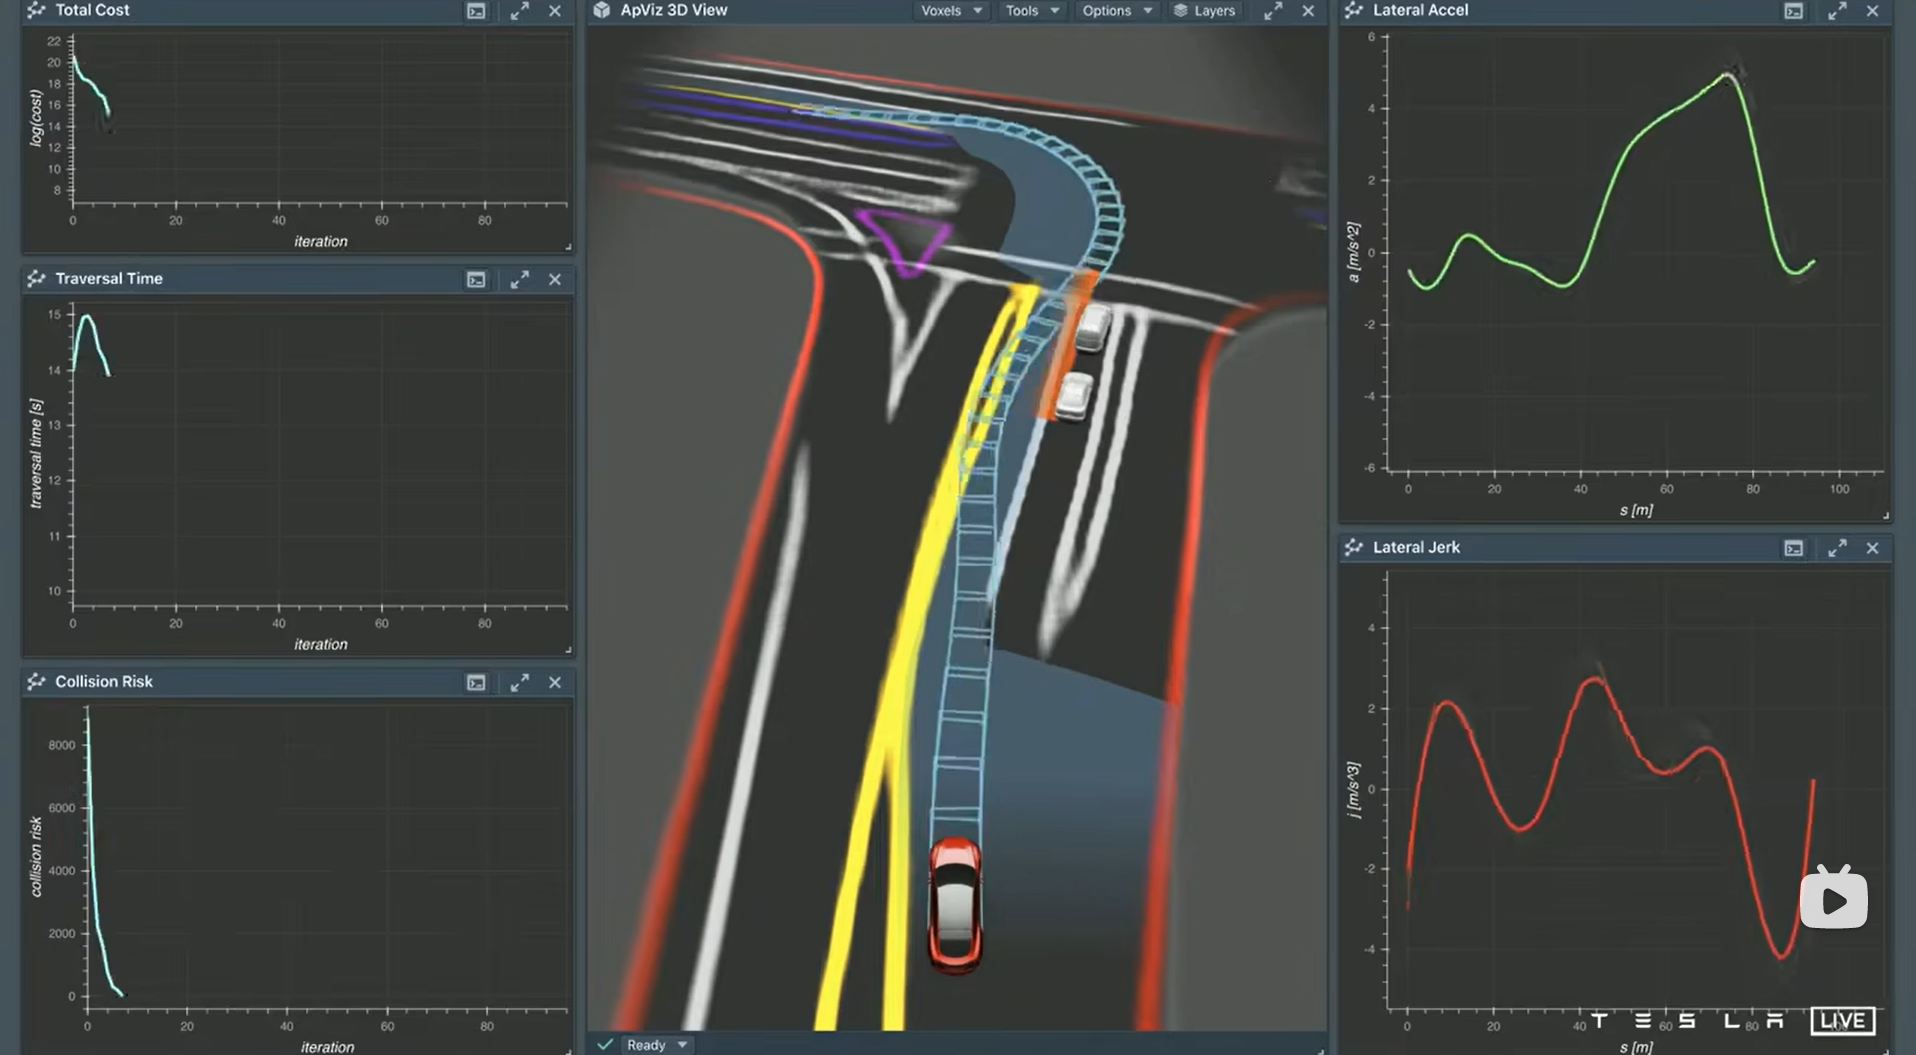 Total Cost
22
20
18
16
14
12
10
8
log(cost)
0 20 40 60 80
iteration
Traversal Time
15
14
13
12
11
10
traversal time [s]
0 20 40 60 80
iteration
Collision Risk
8000
6000
4000
2000
0
collision risk
0 20 40 60 80
iteration
ApViz 3D View Voxels Tools Options Layers
Ready
Lateral Accel
6
4
2
0
-2
-4
-6
a [m/s^2]
0 20 40 60 80 100
s [m]
Lateral Jerk
4
2
0
-2
-4
j [m/s^3]
0 20 40 60 80
s [m]
TESLA LIVE